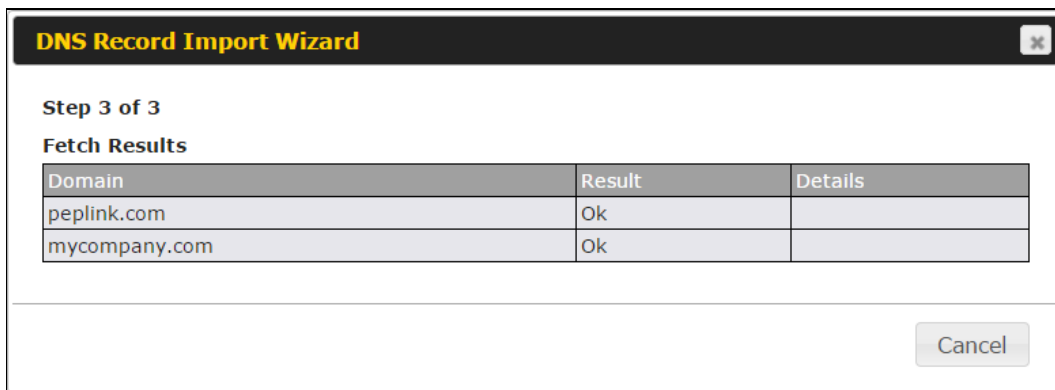 DNS Record Import Wizard
Step 3 of 3
Fetch Results
Domain Result Details
peplink.com Ok
mycompany.com Ok
Cancel